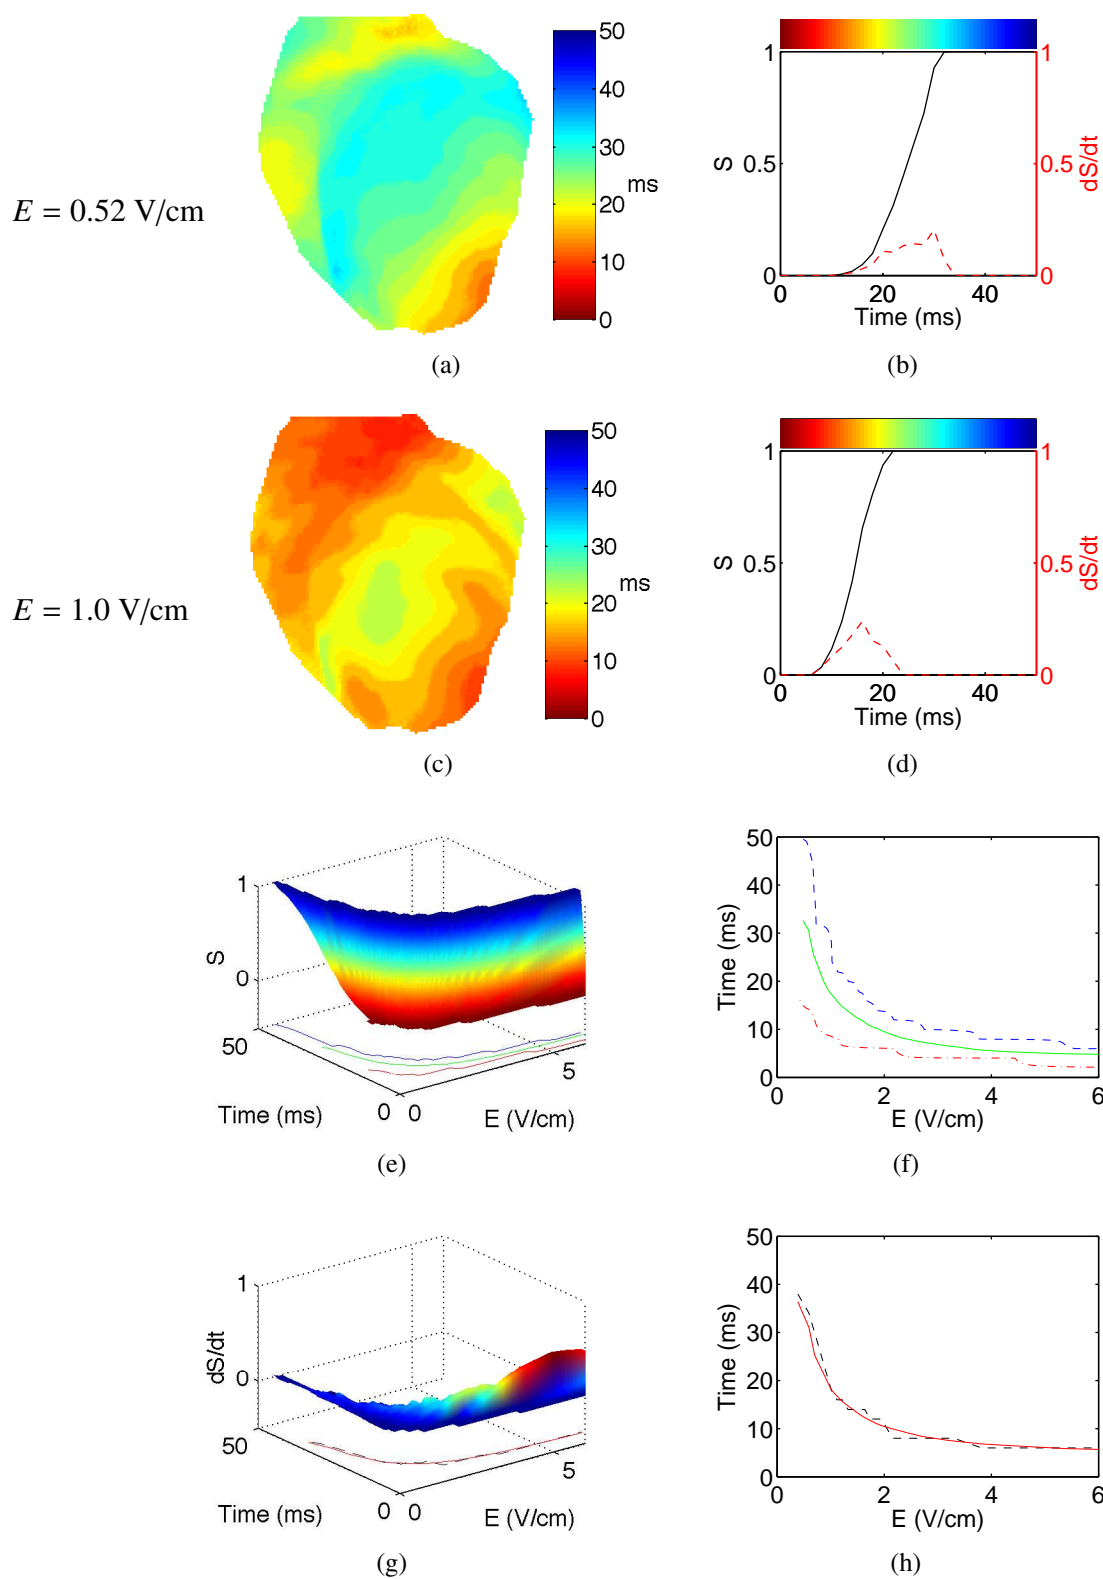 50
40
30
20
10
0
ms
E = 0.52 V/cm
(a)
1
0.5
0
S
1
0.5
0
dS/dt
0 20 40
Time (ms)
(b)
50
40
30
20
10
0
ms
E = 1.0 V/cm
(c)
1
0.5
0
S
1
0.5
0
dS/dt
0 20 40
Time (ms)
(d)
1
0
S
50
0 0
5
Time (ms)
E (V/cm)
(e)
50
40
30
20
10
0
Time (ms)
0 2 4 6
E (V/cm)
(f)
1
0
dS/dt
50
0 0
5
Time (ms)
E (V/cm)
(g)
50
40
30
20
10
0
Time (ms)
0 2 4 6
E (V/cm)
(h)